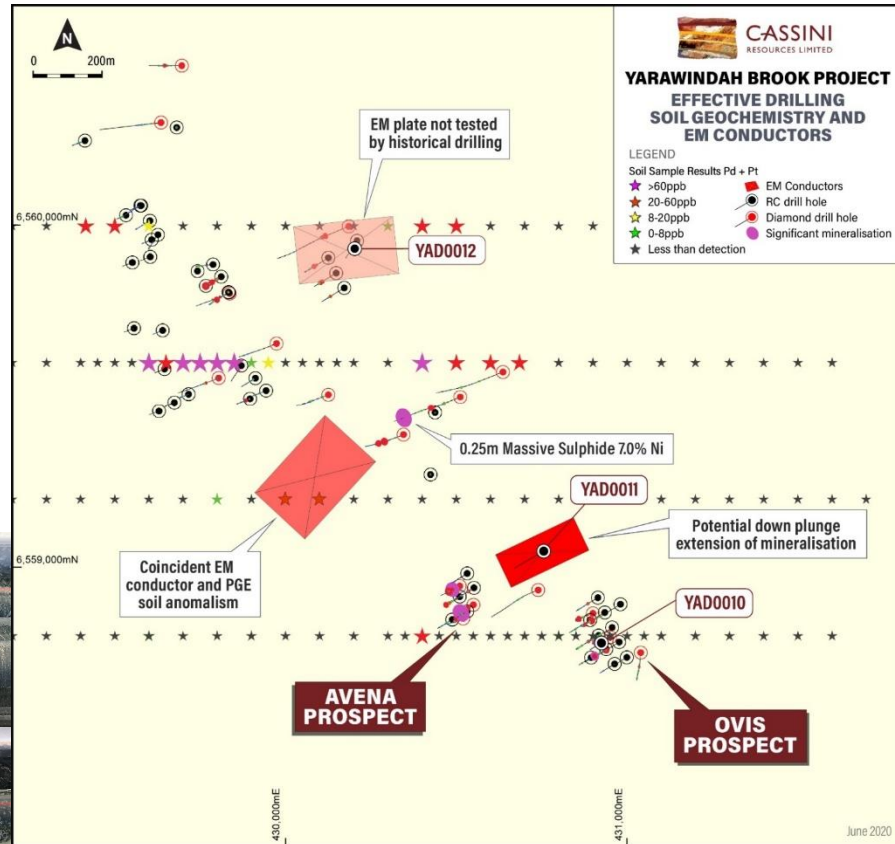 N
0 200m
CASSINI
RESOURCES LIMITED
YARAWINDAH BROOK PROJECT
EFFECTIVE DRILLING
SOIL GEOCHEMISTRY AND
EM CONDUCTORS
LEGEND
Soil Sample Results Pd + Pt
>60ppb
20-60ppb
8-20ppb
0-8ppb
Less than detection
EM Conductors
RC drill hole
Diamond drill hole
Significant mineralisation
EM plate not tested
by historical drilling
6,560,000mN
YAD0012
0.25m Massive Sulphide 7.0% Ni
YAD0011
Potential down plunge
extension of mineralisation
6,559,000mN
Coincident EM
conductor and PGE
soil anomalism
YAD0010
AVENA
PROSPECT
OVIS
PROSPECT
430,000mE
431,000mE
June 2020